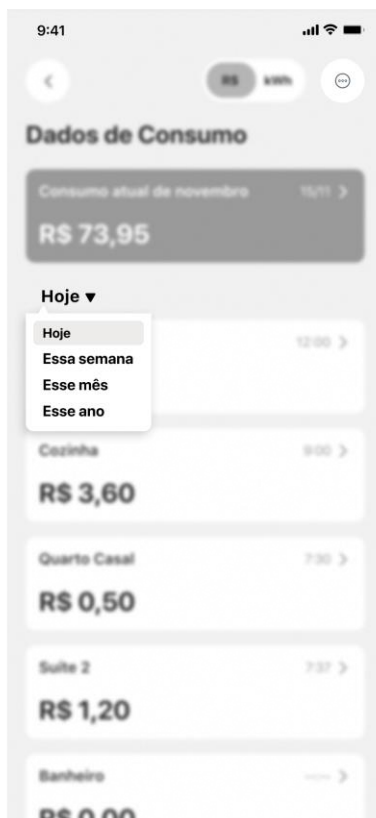 9:41
R$ kWh
Dados de Consumo
Consumo atual de novembro 15/11
R$ 73,95
Hoje
Hoje
Essa semana
Esse mês
Esse ano
12:00
Cozinha 9:00
R$ 3,60
Quarto Casal 7:30
R$ 0,50
Suíte 2 7:37
R$ 1,20
Banheiro --:--
R$ 0,00